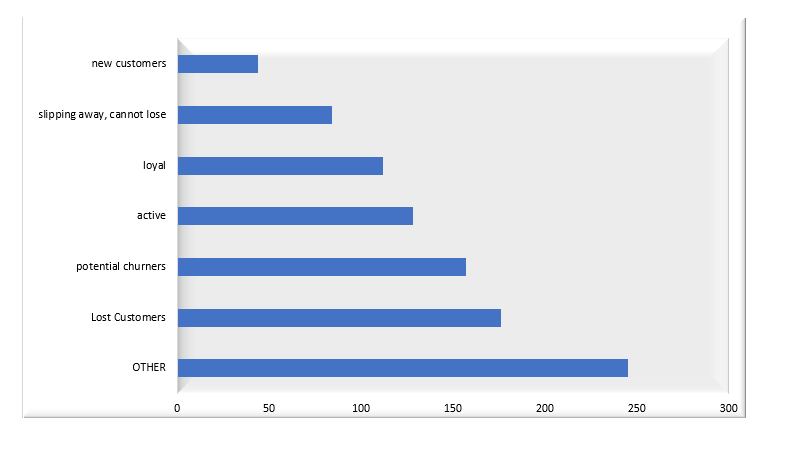 new customers
slipping away, cannot lose
loyal
active
potential churners
Lost Customers
OTHER
0 50 100 150 200 250 300